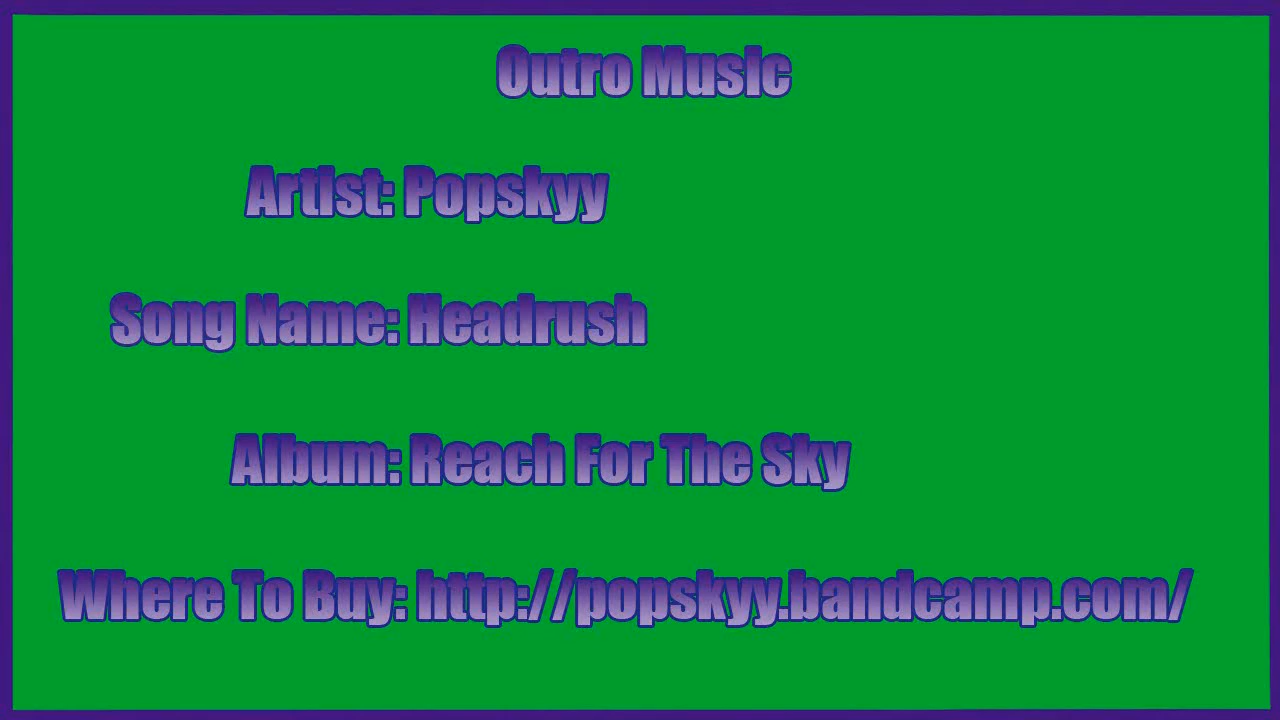 Outro Music
Artist: Popskyy
Song Name: Headrush
Album: Reach For The Sky
Where To Buy: http://popskyy.bandcamp.com/